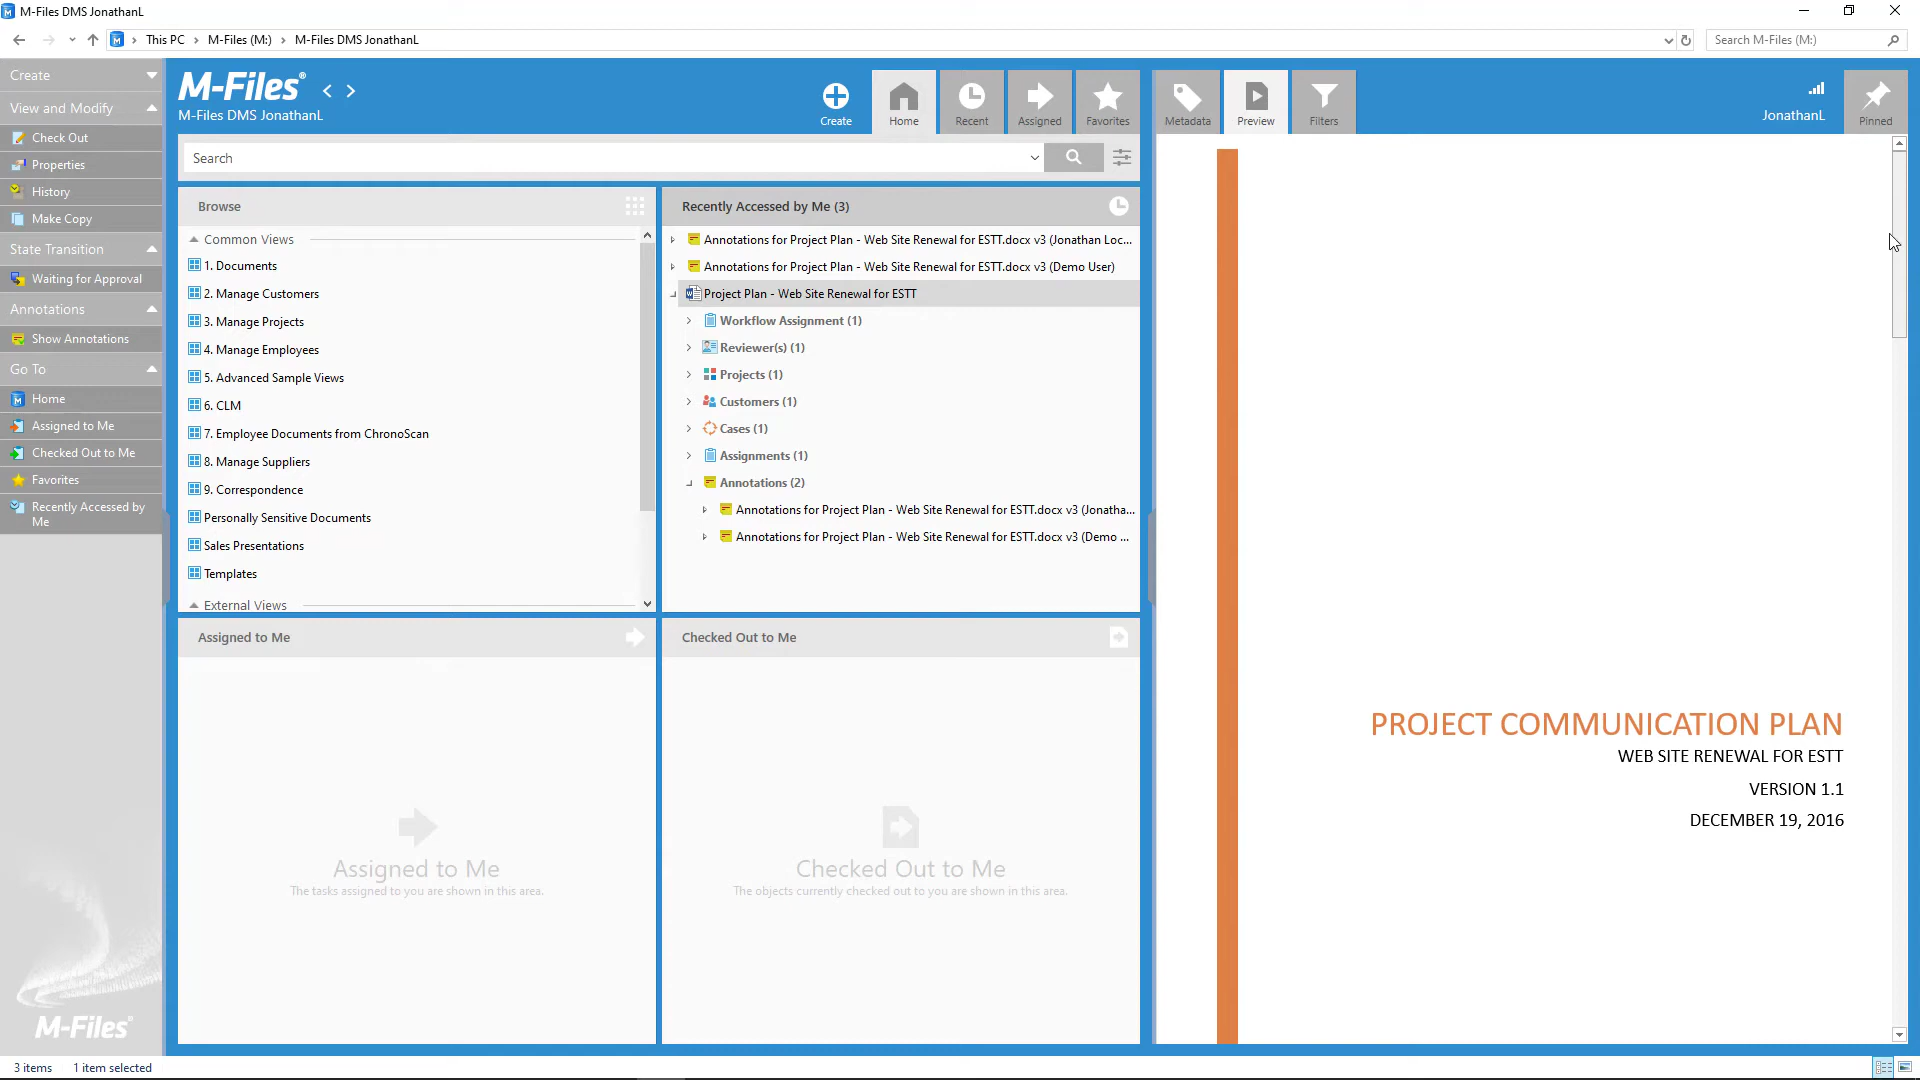 M-Files DMS JonathanL
This PC > M-Files (M:) > M-Files DMS JonathanL
Search M-Files (M:)
Create
View and Modify
Check Out
Properties
History
Make Copy
State Transition
Waiting for Approval
Annotations
Show Annotations
Go To
Home
Assigned to Me
Checked Out to Me
Favorites
Recently Accessed by
Me
M-Files®
M-Files®
M-Files DMS JonathanL
Create
Home
Recent
Assigned
Favorites
Search
Browse
Common Views
1. Documents
2. Manage Customers
3. Manage Projects
4. Manage Employees
5. Advanced Sample Views
6. CLM
7. Employee Documents from ChronoScan
8. Manage Suppliers
9. Correspondence
Personally Sensitive Documents
Sales Presentations
Templates
External Views
Recently Accessed by Me (3)
Annotations for Project Plan - Web Site Renewal for ESTT.docx v3 (Jonathan Loc...
Annotations for Project Plan - Web Site Renewal for ESTT.docx v3 (Demo User)
Project Plan - Web Site Renewal for ESTT
Workflow Assignment (1)
Reviewer(s) (1)
Projects (1)
Customers (1)
Cases (1)
Assignments (1)
Annotations (2)
Annotations for Project Plan - Web Site Renewal for ESTT.docx v3 (Jonatha...
Annotations for Project Plan - Web Site Renewal for ESTT.docx v3 (Demo ...
Assigned to Me
Assigned to Me
The tasks assigned to you are shown in this area.
Checked Out to Me
Checked Out to Me
The objects currently checked out to you are shown in this area.
Metadata
Preview
Filters
JonathanL
Pinned
PROJECT COMMUNICATION PLAN
WEB SITE RENEWAL FOR ESTT
VERSION 1.1
DECEMBER 19, 2016
3 items
1 item selected